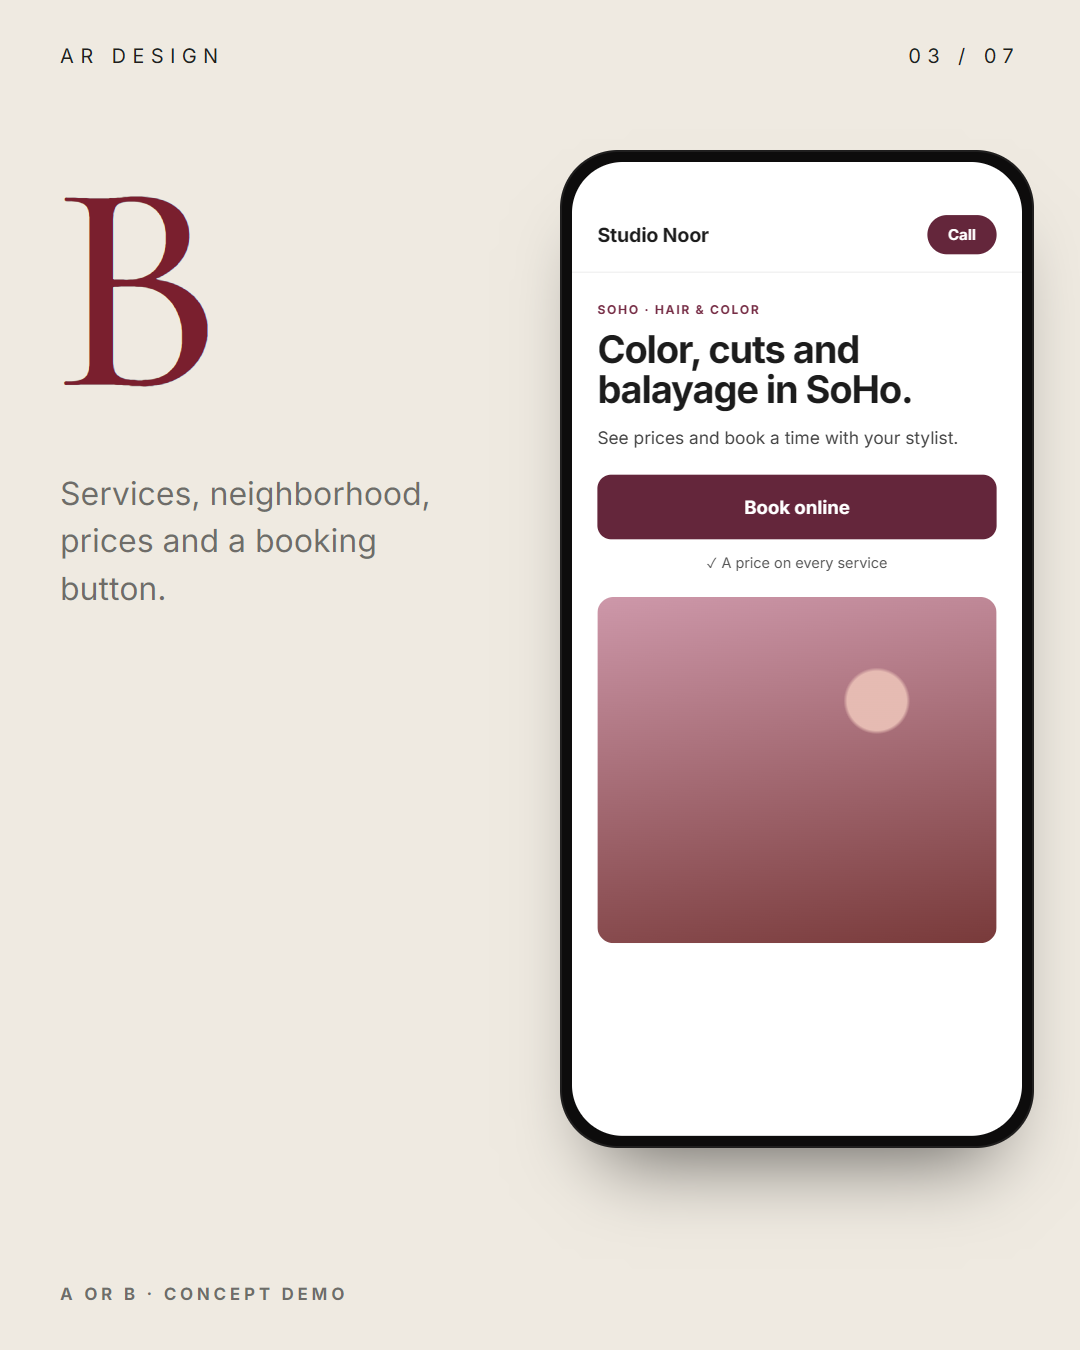 AR DESIGN
03 / 07
B
Services, neighborhood,
prices and a booking
button.
Studio Noor
Call
SOHO · HAIR & COLOR
Color, cuts and
balayage in SoHo.
See prices and book a time with your stylist.
Book online
✓ A price on every service
A OR B · CONCEPT DEMO